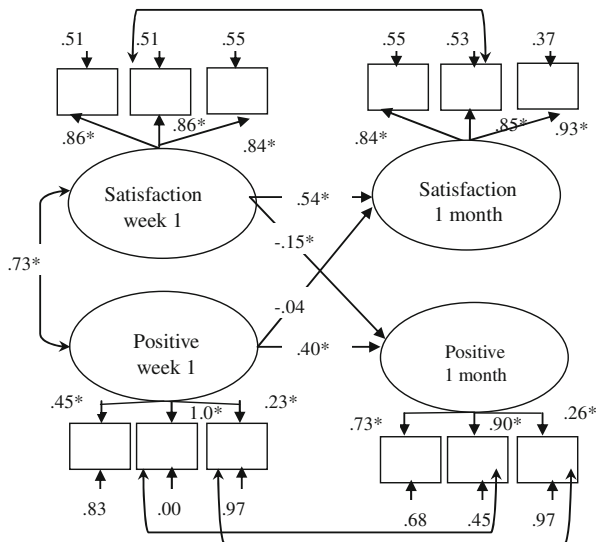 .51 .51 .55 .55 .53 .37
.86* .86* .84* .84* .85* .93*
Satisfaction
week 1
Satisfaction
1 month
.54*
-.15*
.73*
-.04
Positive
week 1
.40*
Positive
1 month
.45* 1.0* .23* .73* .90* .26*
.83 .00 .97 .68 .45 .97